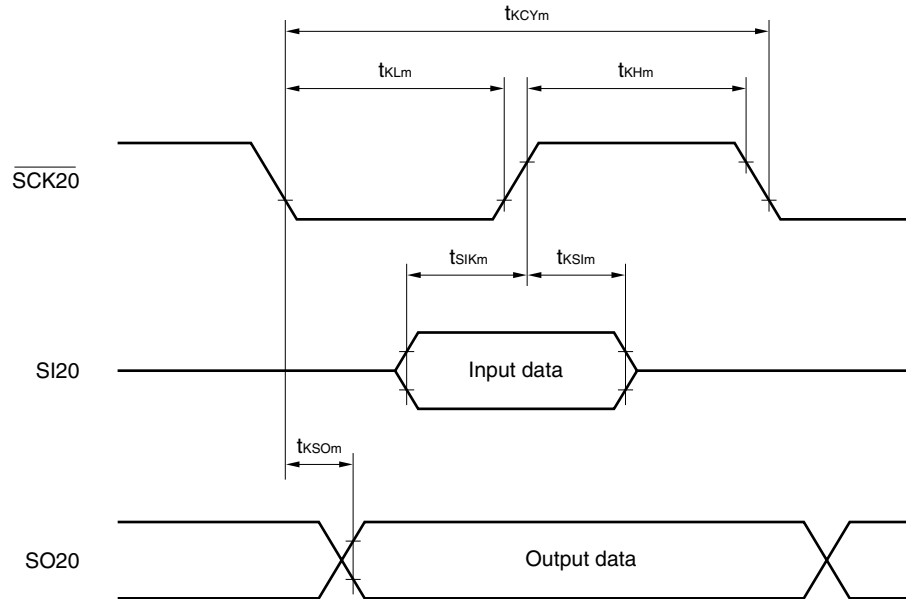 tKCYm
tKLm
tKHm
SCK20
tSIKm
tKSIm
SI20
Input data
tKSOm
SO20
Output data